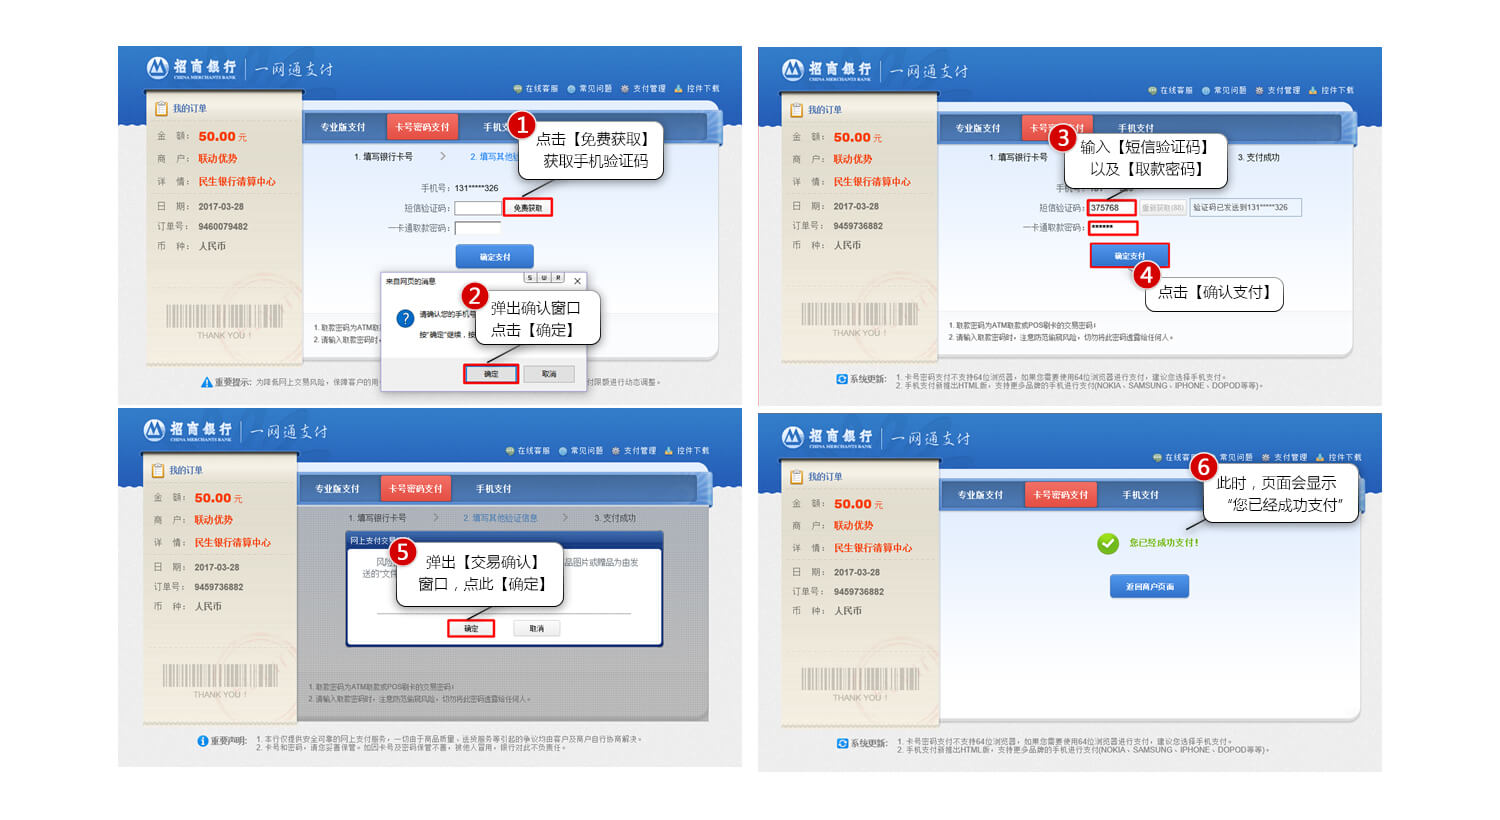 招商银行 一网通支付
CHINA MERCHANTS BANK
在线客服 常见问题 支付管理 控件下载
我的订单
金 额： 50.00 元
商 户： 联动优势
详 情： 民生银行清算中心
日 期： 2017-03-28
订单号： 9460079482
币 种： 人民币
THANK YOU！
专业版支付 卡号密码支付 手机支
1. 填写银行卡号 > 2. 填写其他
1
点击【免费获取】
获取手机验证码
手机号：131*****326
短信验证码： 免费获取
一卡通取款密码：
确定支付
来自网页的消息
S W R
2
弹出确认窗口
点击【确定】
请确认您的手机号
按"确定"继续，按
确定 取消
1. 取款密码为ATM取
2. 请输入取款密码时，
重要提示： 为降低网上交易风险，保障客户的用 付限额进行动态调整。
招商银行 一网通支付
CHINA MERCHANTS BANK
在线客服 常见问题 支付管理 控件下载
我的订单
金 额： 50.00 元
商 户： 联动优势
详 情： 民生银行清算中心
日 期： 2017-03-28
订单号： 9459736882
币 种： 人民币
THANK YOU！
专业版支付 卡号 付 手机支付
1. 填写银行卡号 3. 支付成功
3
输入【短信验证码】
以及【取款密码】
短信验证码： 375768 重新获取(88) 验证码已发送到131*****326
一卡通取款密码： ******
确定支付
4
点击【确认支付】
1. 取款密码为ATM取款或POS刷卡的交易密码；
2. 请输入取款密码时，注意防范偷窥风险，切勿将此密码透露给任何人。
系统更新： 1. 卡号密码支付不支持64位浏览器，如果您需要使用64位浏览器进行支付，建议您选择手机支付。
2. 手机支付新推出HTML版，支持更多品牌的手机进行支付(NOKIA、SAMSUNG、IPHONE、DOPOD等等)。
招商银行 一网通支付
CHINA MERCHANTS BANK
在线客服 常见问题 支付管理 控件下载
我的订单
金 额： 50.00 元
商 户： 联动优势
详 情： 民生银行清算中心
日 期： 2017-03-28
订单号： 9459736882
币 种： 人民币
THANK YOU！
专业版支付 卡号密码支付 手机支付
1. 填写银行卡号 > 2. 填写其他验证信息 > 3. 支付成功
网上支付交易
5
弹出【交易确认】
窗口，点此【确定】
风险 品图片或赠品为由发
送的"文件
确定 取消
1. 取款密码为ATM取款或POS刷卡的交易密码；
2. 请输入取款密码时，注意防范偷窥风险，切勿将此密码透露给任何人。
重要声明： 1. 本行仅提供安全可靠的网上支付服务，一切由于商品质量、送货服务等引起的争议均由客户及商户自行协商解决。
2. 卡号和密码，请您妥善保管。如因卡号及密码保管不善，被他人冒用，银行对此不负责任。
招商银行 一网通支付
CHINA MERCHANTS BANK
在线客 常见问题 支付管理 控件下载
我的订单
金 额： 50.00 元
商 户： 联动优势
详 情： 民生银行清算中心
日 期： 2017-03-28
订单号： 9459736882
币 种： 人民币
THANK YOU！
专业版支付 卡号密码支付 手机支付
6
此时，页面会显示
“您已经成功支付”
您已经成功支付！
返回商户页面
系统更新： 1. 卡号密码支付不支持64位浏览器，如果您需要使用64位浏览器进行支付，建议您选择手机支付。
2. 手机支付新推出HTML版，支持更多品牌的手机进行支付(NOKIA、SAMSUNG、IPHONE、DOPOD等等)。